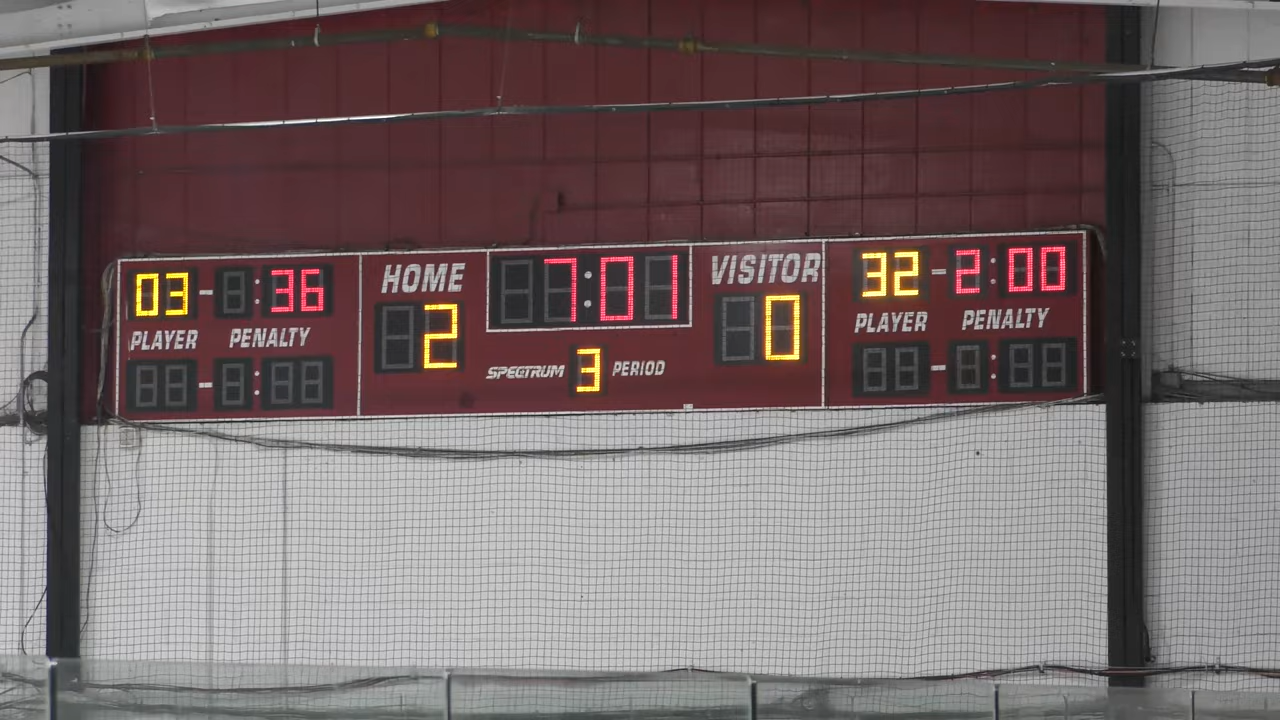 03 - :36
PLAYER PENALTY
HOME
2
7:01
SPECTRUM 3 PERIOD
VISITOR
0
32 - 2:00
PLAYER PENALTY